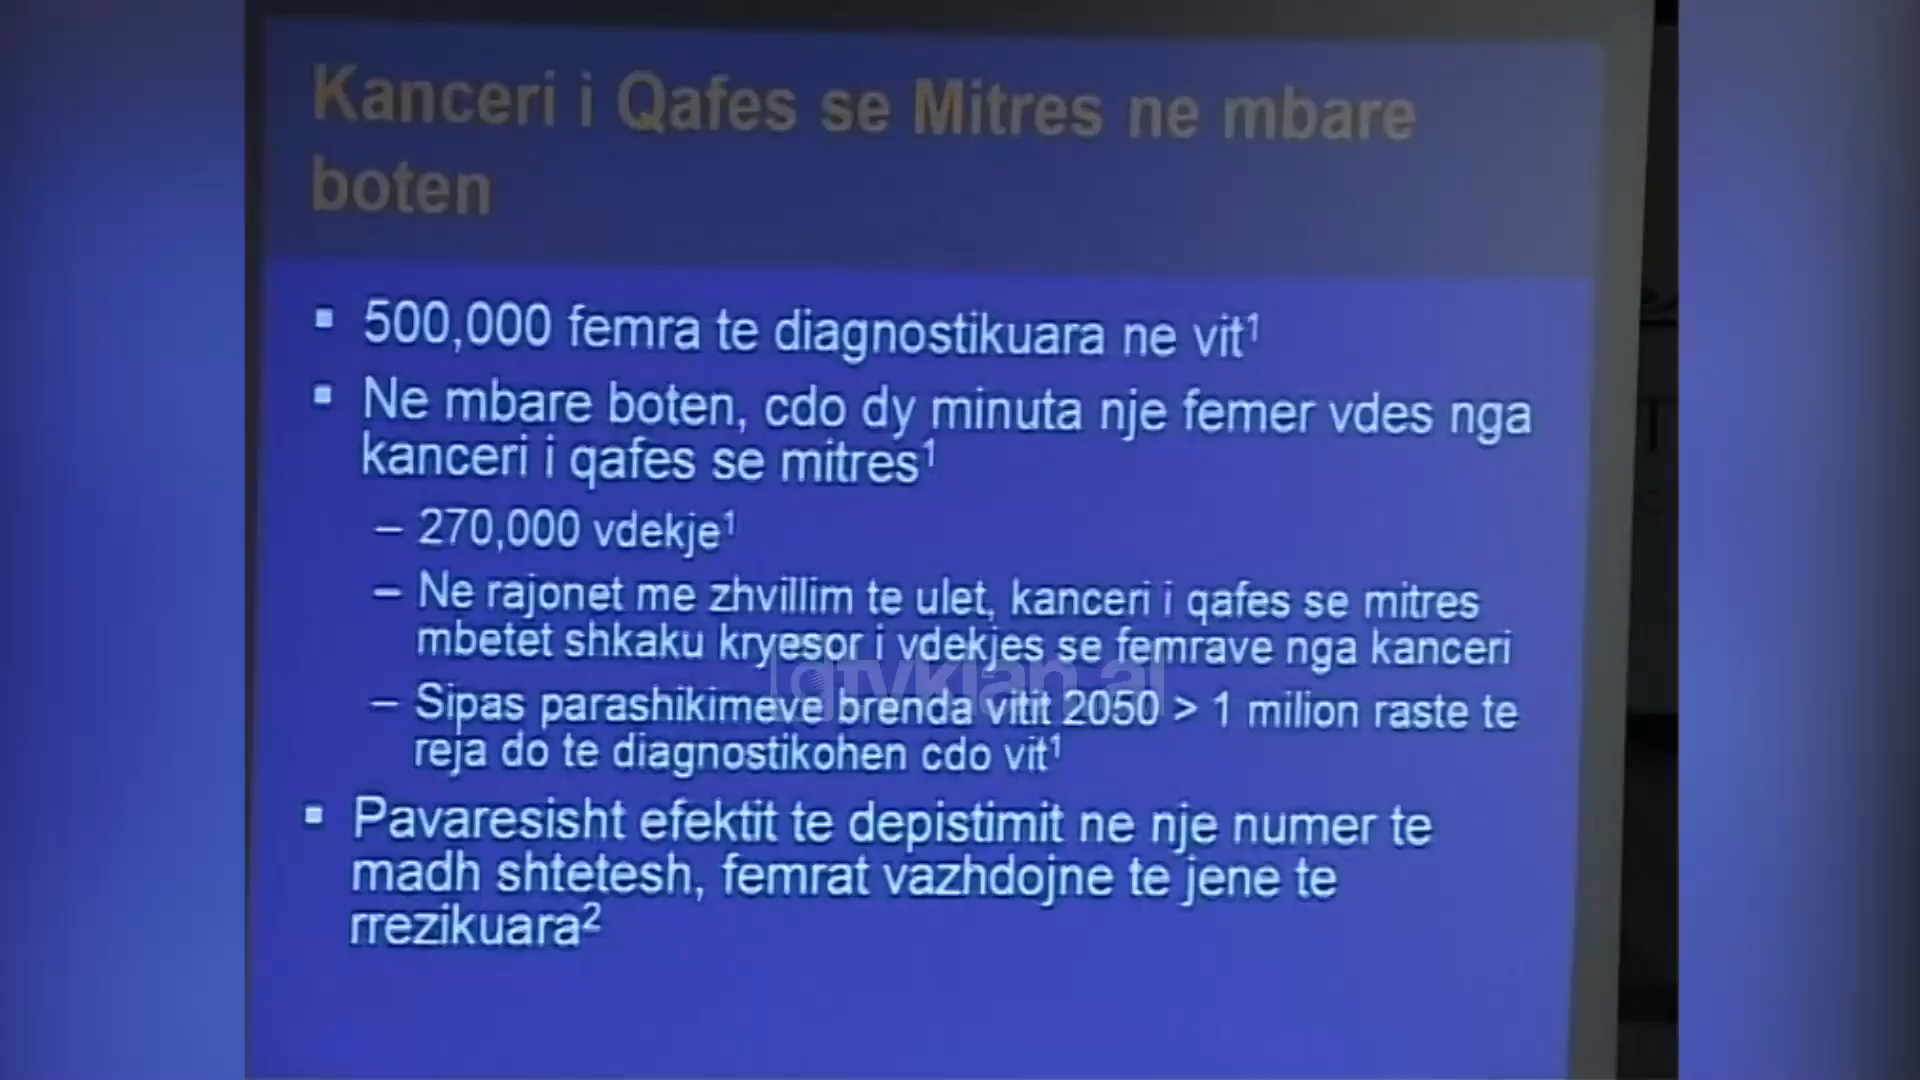 Kanceri i Qafes se Mitres ne mbare
boten
▪ 500,000 femra te diagnostikuara ne vit¹
▪ Ne mbare boten, cdo dy minuta nje femer vdes nga
kanceri i qafes se mitres¹
– 270,000 vdekje¹
– Ne rajonet me zhvillim te ulet, kanceri i qafes se mitres
mbetet shkaku kryesor i vdekjes se femrave nga kanceri
– Sipas parashikimeve brenda vitit 2050 > 1 milion raste te
reja do te diagnostikohen cdo vit¹
▪ Pavaresisht efektit te depistimit ne nje numer te
madh shtetesh, femrat vazhdojne te jene te
rrezikuara²